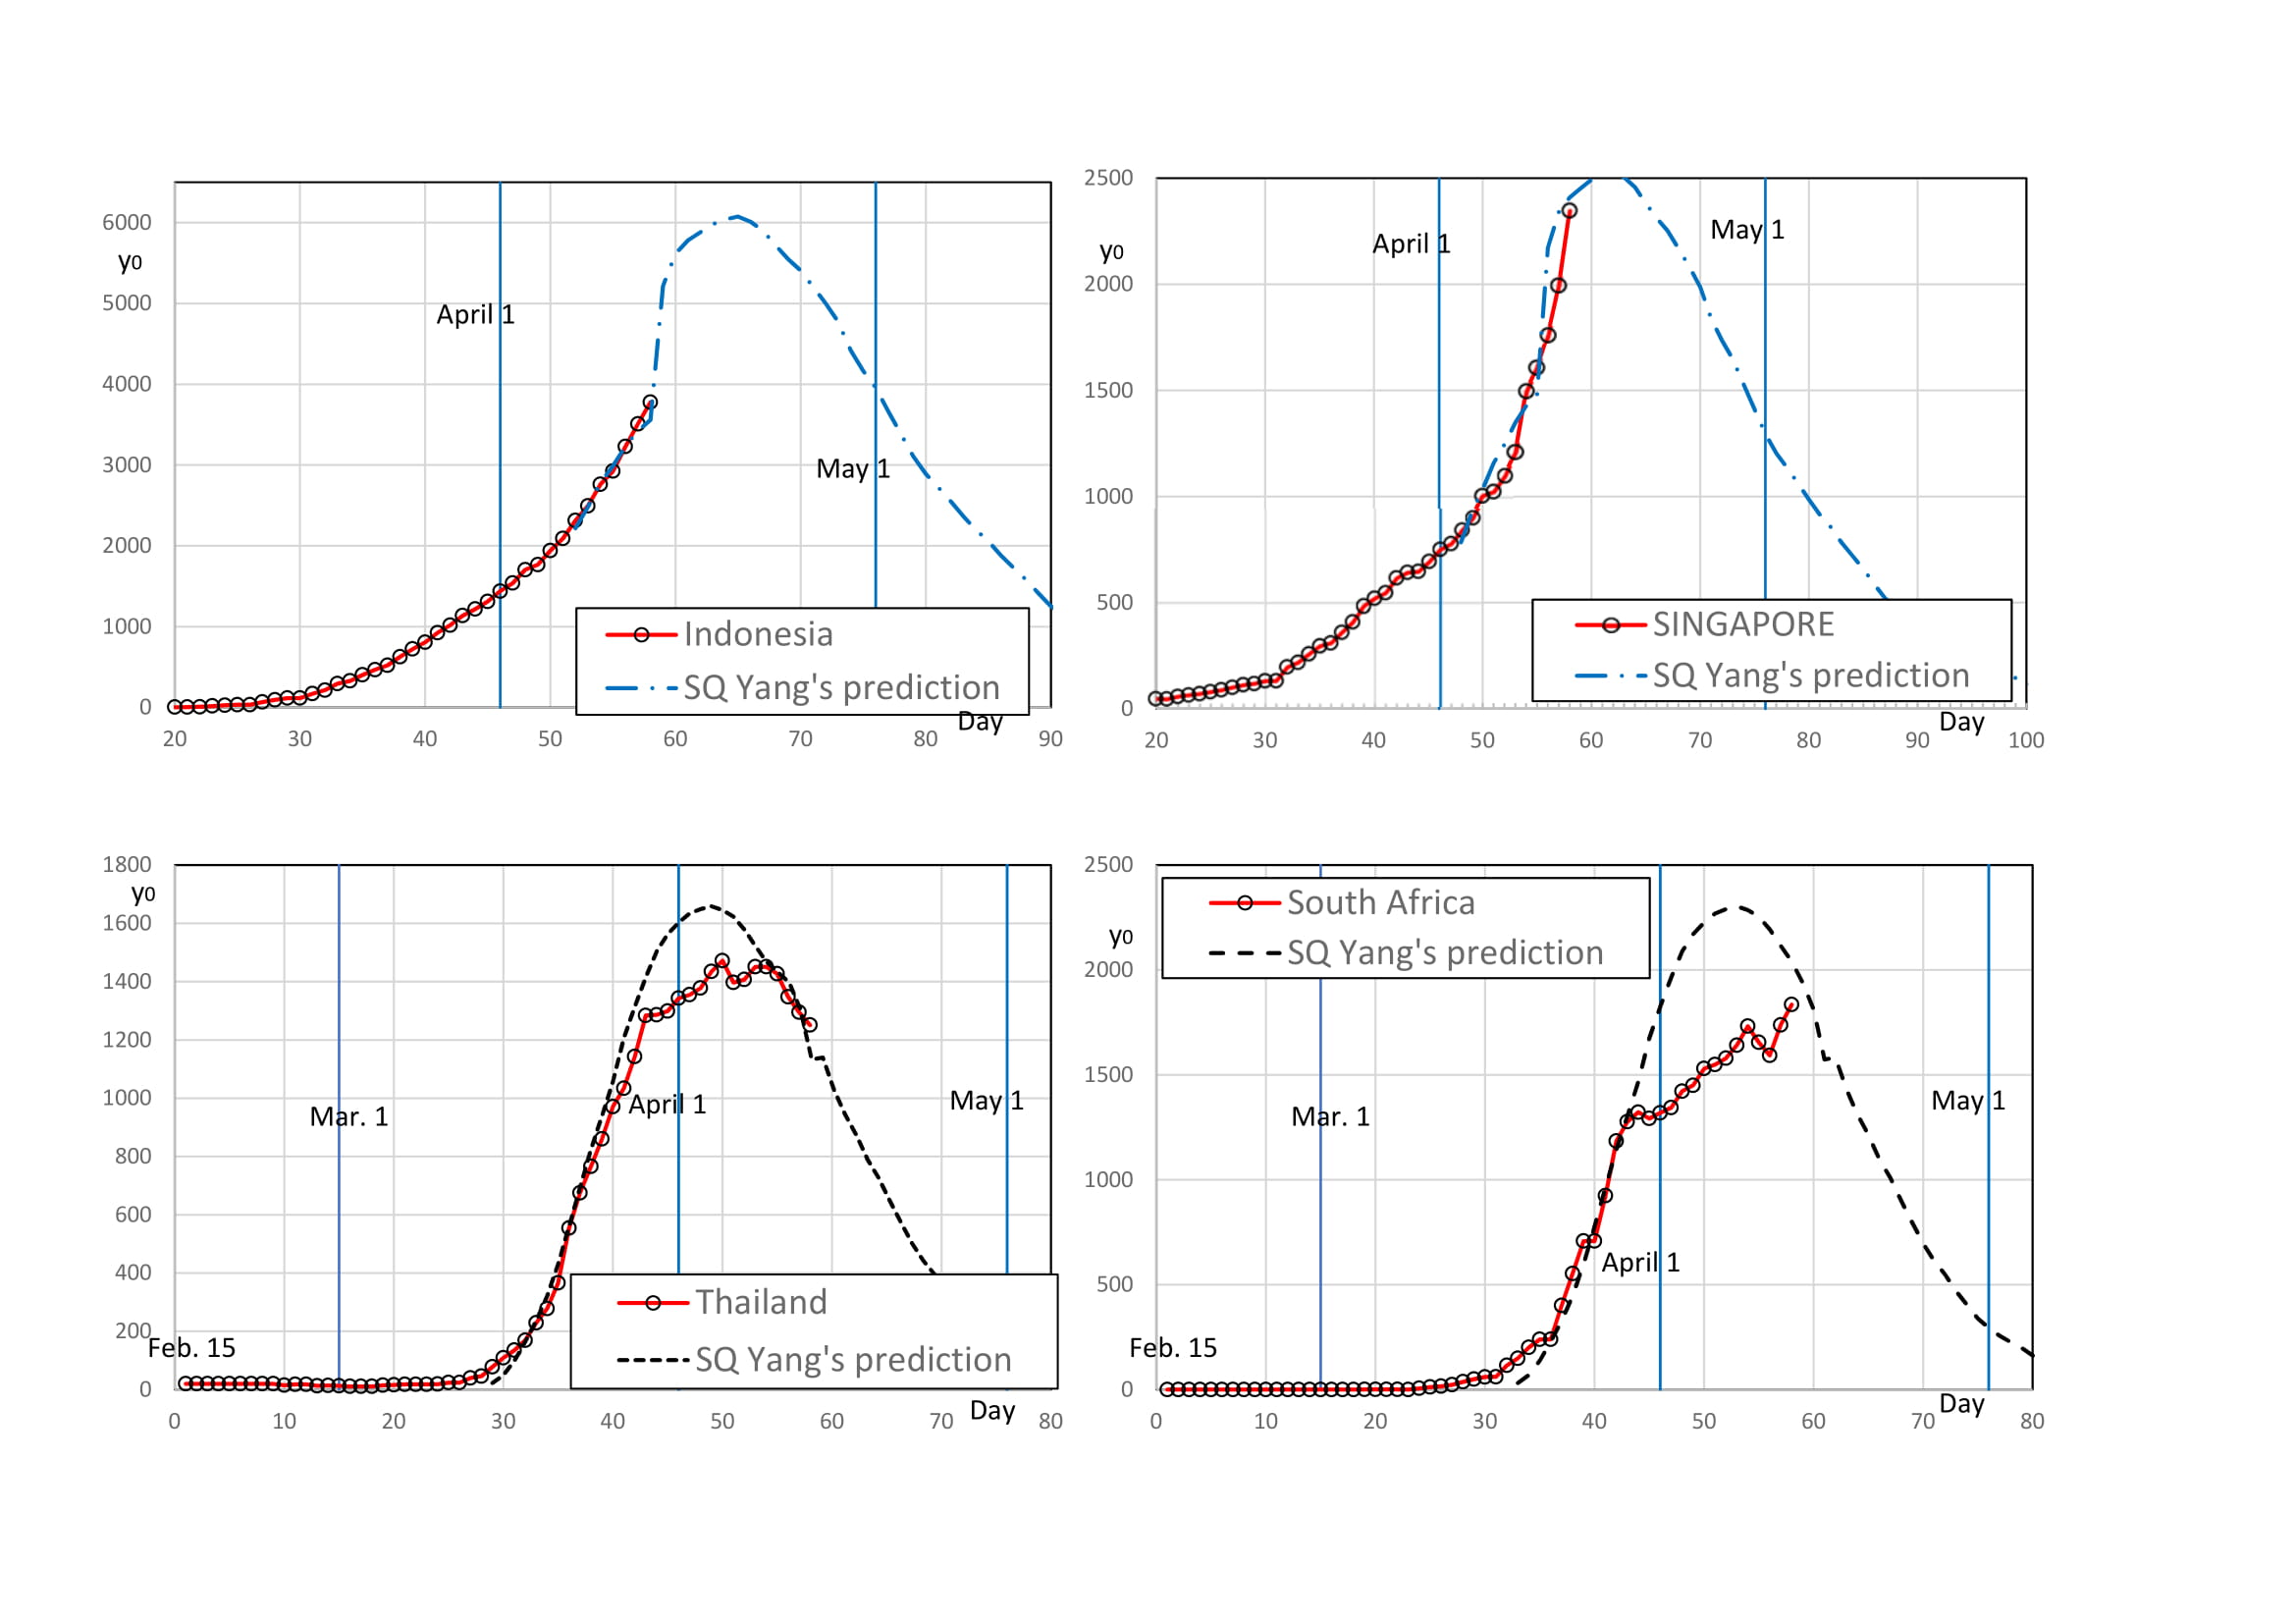 6000
y0
5000
April 1
4000
3000
May 1
2000
1000
Indonesia
SQ Yang's prediction
0
Day
20 30 40 50 60 70 80 90
2500
y0
April 1
May 1
2000
1500
1000
500
SINGAPORE
SQ Yang's prediction
0
Day
20 30 40 50 60 70 80 90 100
1800
y0
1600
1400
1200
1000
Mar. 1
April 1
May 1
800
600
400
200
Feb. 15
Thailand
SQ Yang's prediction
0
Day
0 10 20 30 40 50 60 70 80
2500
South Africa
y0
SQ Yang's prediction
2000
1500
Mar. 1
May 1
1000
April 1
500
Feb. 15
0
Day
0 10 20 30 40 50 60 70 80